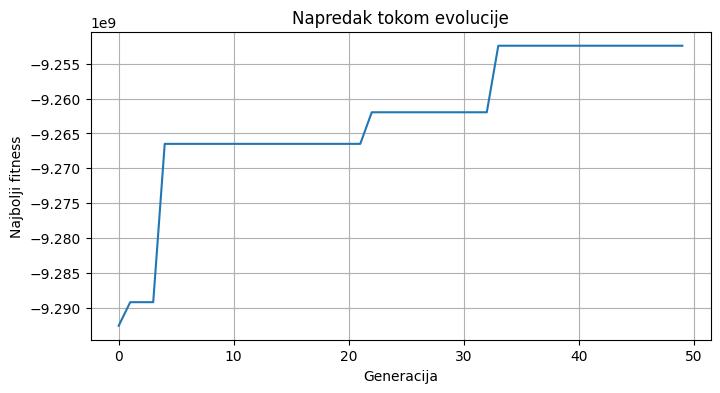 Napredak tokom evolucije
1e9
−9.255
−9.260
−9.265
−9.270
−9.275
−9.280
−9.285
−9.290
Najbolji fitness
0 10 20 30 40 50
Generacija